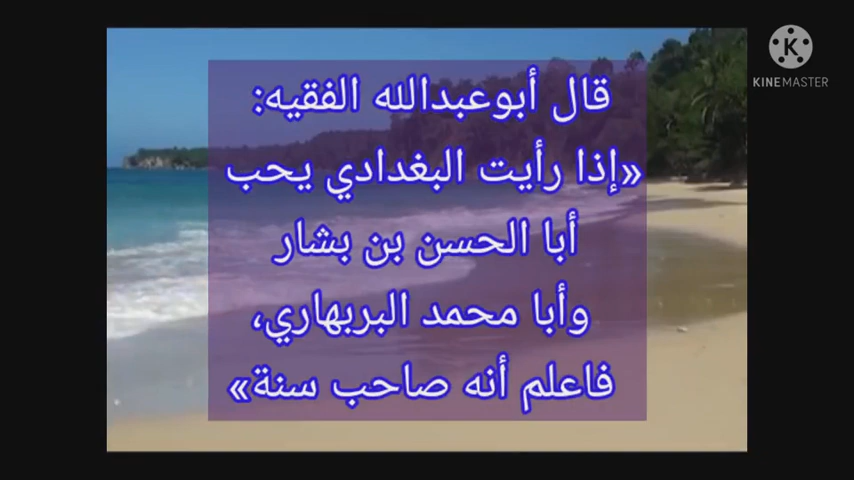 قال أبوعبدالله الفقيه:
«إذا رأيت البغدادي يحب
أبا الحسن بن بشار
وأبا محمد البربهاري،
فاعلم أنه صاحب سنة»
KINEMASTER